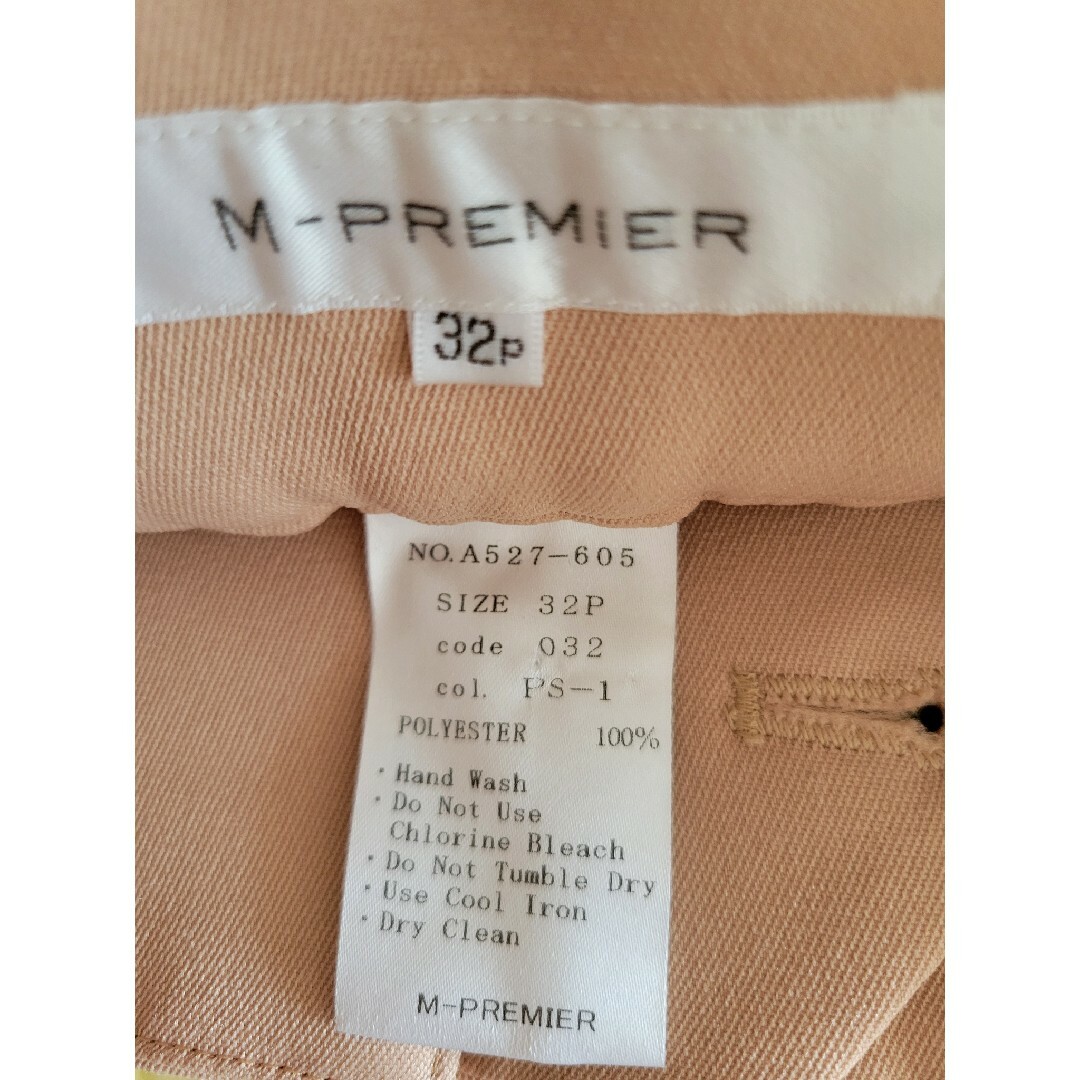 M-PREMIER
32P
NO. A527-605
SIZE 32P
code 032
col. PS-1
POLYESTER 100%
・Hand Wash
・Do Not Use
Chlorine Bleach
・Do Not Tumble Dry
・Use Cool Iron
・Dry Clean
M-PREMIER